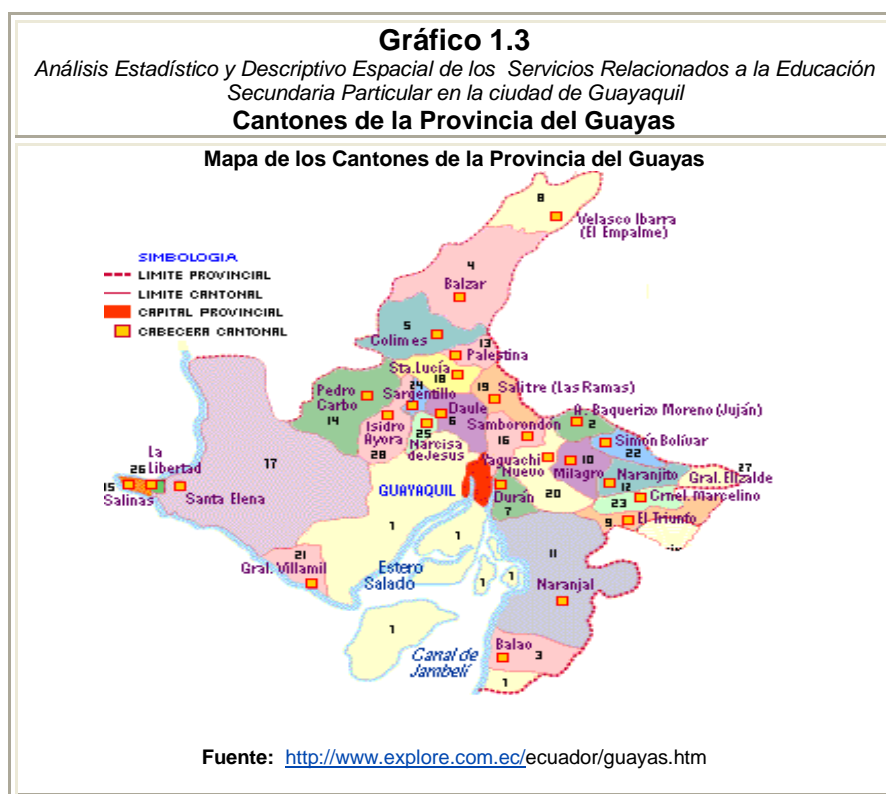 Gráfico 1.3
Análisis Estadístico y Descriptivo Espacial de los Servicios Relacionados a la Educación
Secundaria Particular en la ciudad de Guayaquil
Cantones de la Provincia del Guayas
Mapa de los Cantones de la Provincia del Guayas
8
Velasco Ibarra
(El Empalme)
SIMBOLOGIA
LIMITE PROVINCIAL
LIMITE CANTONAL
CAPITAL PROVINCIAL
CABECERA CANTONAL
4
Balzar
5
Colimes
13
Palestina
Sta. Lucía
18
24
Sargentillo
19
Salitre (Las Ramas)
Pedro
Carbo
14
Daule
6
A. Baquerizo Moreno (Juján)
2
Isidro
Ayora
28
25
Narcisa
de Jesus
Samborondón
16
Simón Bolívar
22
17
La
Libertad
26
15
Salinas
Santa Elena
Yaguachi
Nuevo
20
10
Milagro
Naranjito
12
27
Gral. Elizalde
GUAYAQUIL
Durán
7
23
Crnél. Marcelino
9
El Triunfo
1
1
21
Gral. Villamil
Estero
Salado
1
1
11
Naranjal
1
Canal de
Jambelí
Balao
3
1
Fuente: http://www.explore.com.ec/ecuador/guayas.htm